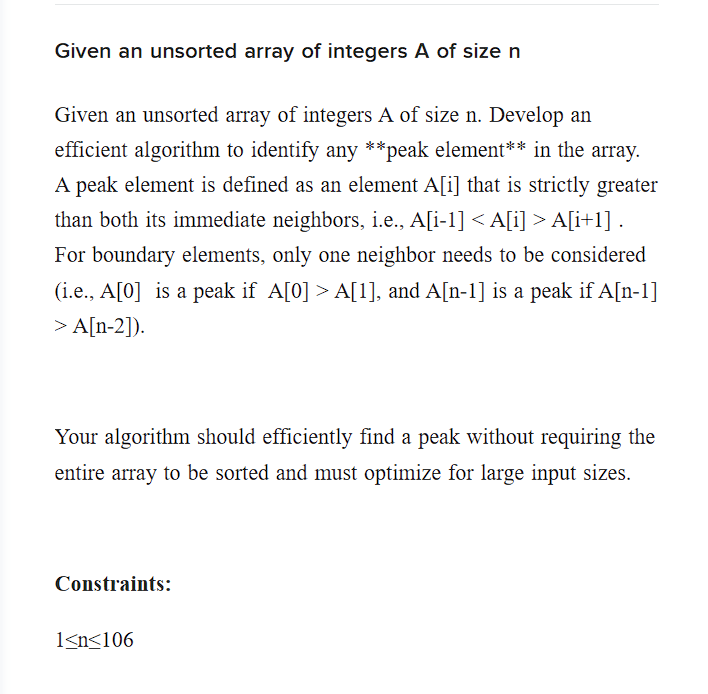 Given an unsorted array of integers A of size n
Given an unsorted array of integers A of size n. Develop an
efficient algorithm to identify any **peak element** in the array.
A peak element is defined as an element A[i] that is strictly greater
than both its immediate neighbors, i.e., A[i-1] < A[i] > A[i+1] .
For boundary elements, only one neighbor needs to be considered
(i.e., A[0] is a peak if A[0] > A[1], and A[n-1] is a peak if A[n-1]
> A[n-2]).
Your algorithm should efficiently find a peak without requiring the
entire array to be sorted and must optimize for large input sizes.
Constraints:
1≤n≤106